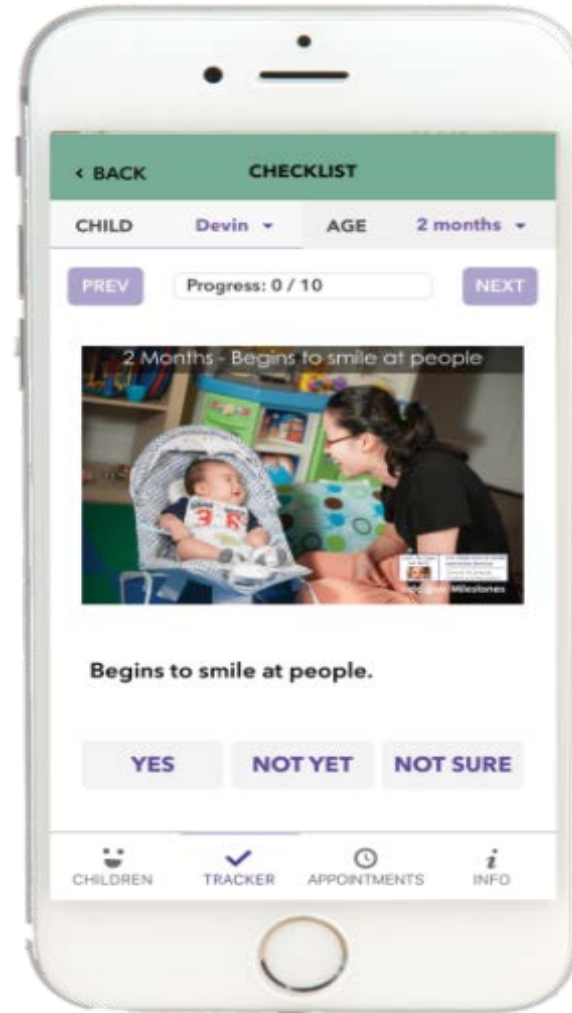 < BACK CHECKLIST
CHILD Devin AGE 2 months
PREV Progress: 0 / 10 NEXT
2 Months - Begins to smile at people
3
Milestones
Begins to smile at people.
YES NOT YET NOT SURE
CHILDREN TRACKER APPOINTMENTS i INFO